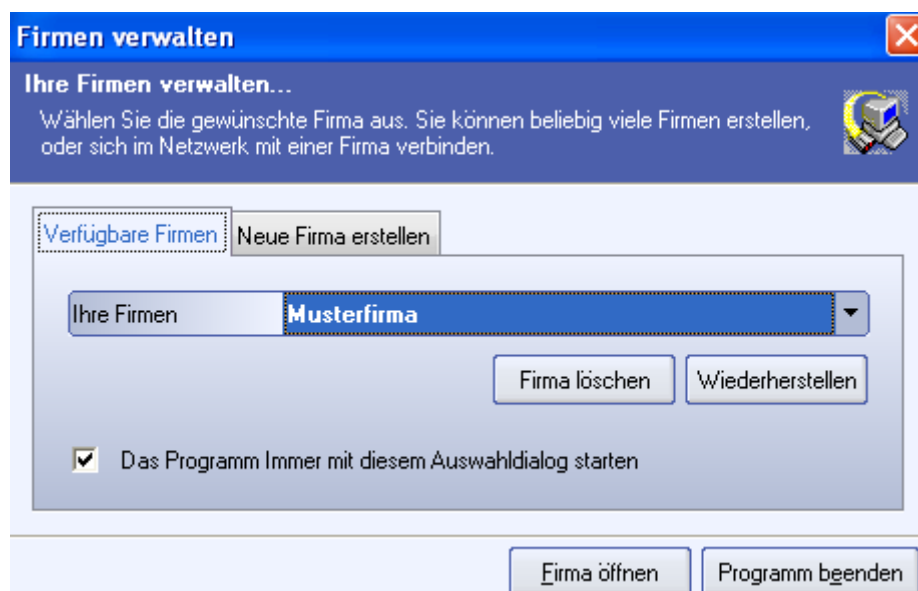 Firmen verwalten
Ihre Firmen verwalten...
Wählen Sie die gewünschte Firma aus. Sie können beliebig viele Firmen erstellen,
oder sich im Netzwerk mit einer Firma verbinden.
Verfügbare Firmen Neue Firma erstellen
Ihre Firmen Musterfirma
Firma löschen Wiederherstellen
Das Programm Immer mit diesem Auswahldialog starten
Firma öffnen Programm beenden